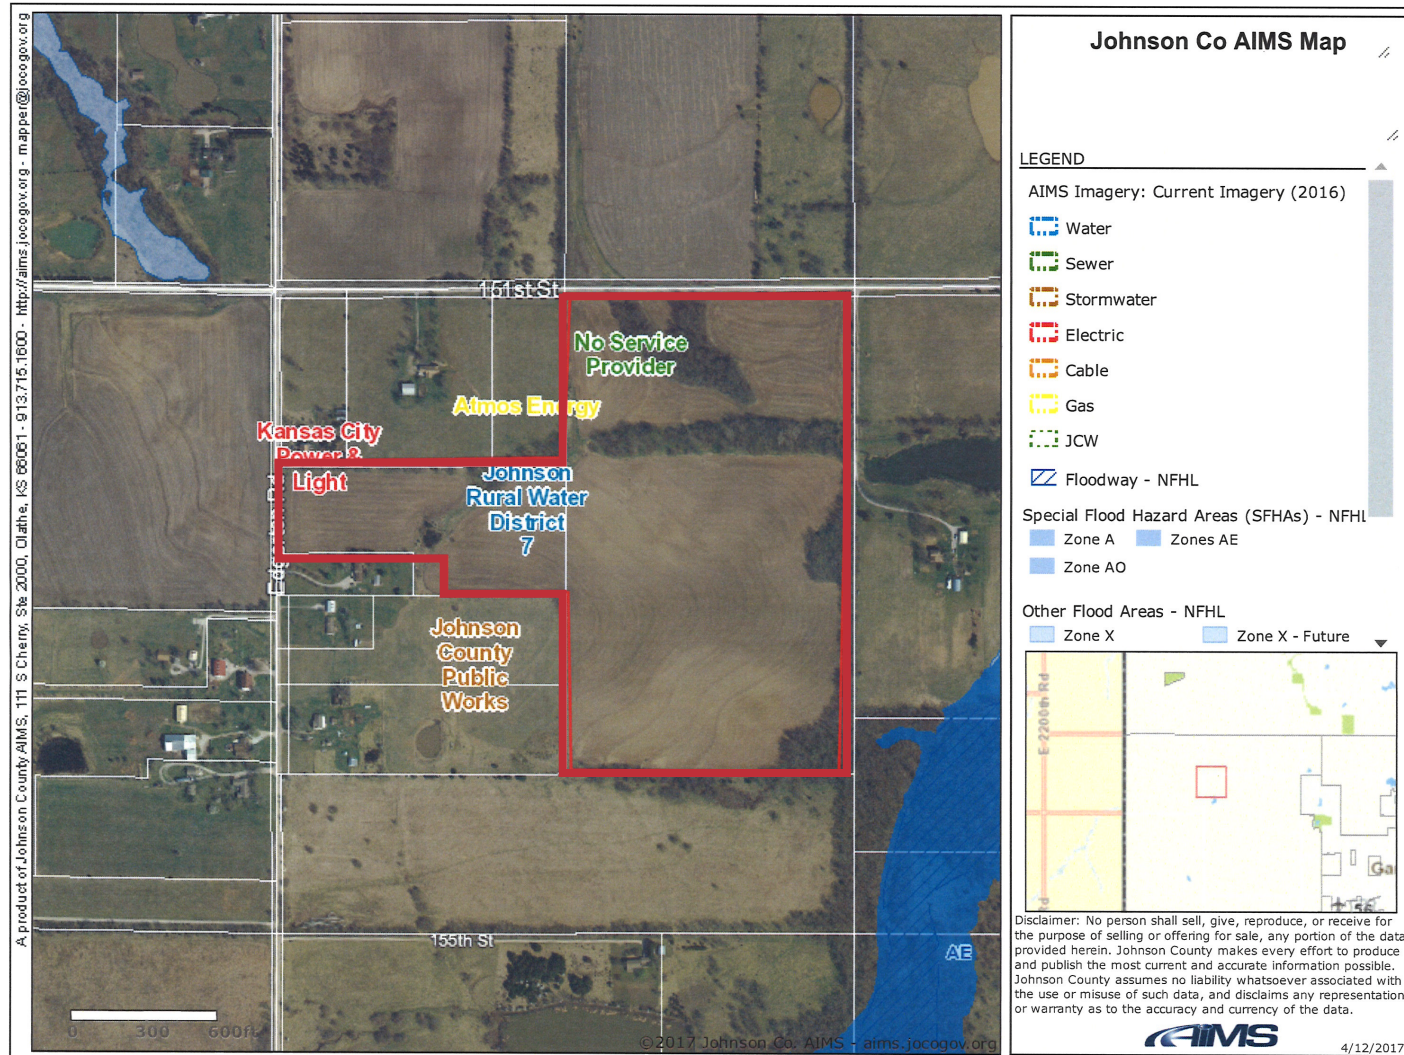 A product of Johnson County AIMS, 111 S Cherry, Ste 2000, Olathe, KS 66061 - 913.715.1600 - http://aims.jocogov.org - mapper@jocogov.org
151st St
No Service
Provider
Atmos Energy
Kansas City
Power &
Light
Johnson
Rural Water
District
7
Johnson
County
Public
Works
155th St
AE
0 300 600ft
©2017 Johnson Co. AIMS - aims.jocogov.org
Johnson Co AIMS Map
LEGEND
AIMS Imagery: Current Imagery (2016)
Water
Sewer
Stormwater
Electric
Cable
Gas
JCW
Floodway - NFHL
Special Flood Hazard Areas (SFHAs) - NFHL
Zone A Zones AE
Zone AO
Other Flood Areas - NFHL
Zone X Zone X - Future
E 2200th Rd
Rd
Ga
56
Disclaimer: No person shall sell, give, reproduce, or receive for
the purpose of selling or offering for sale, any portion of the data
provided herein. Johnson County makes every effort to produce
and publish the most current and accurate information possible.
Johnson County assumes no liability whatsoever associated with
the use or misuse of such data, and disclaims any representation
or warranty as to the accuracy and currency of the data.
AIMS
4/12/2017